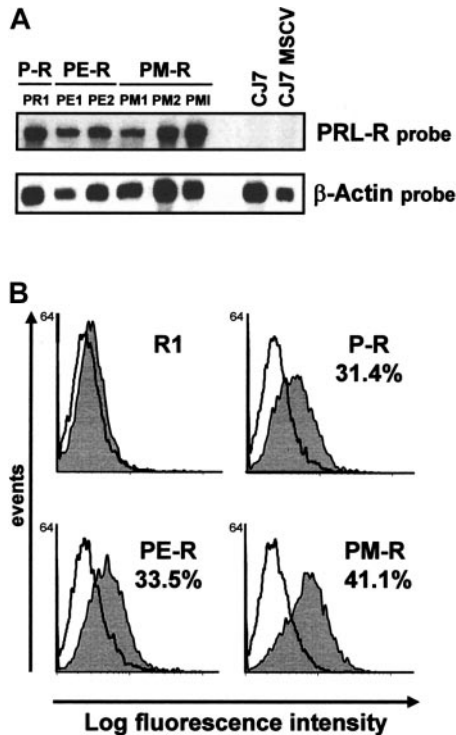 A
P-R PE-R PM-R CJ7 CJ7 MSCV
PR1 PE1 PE2 PM1 PM2 PMI
PRL-R probe
β-Actin probe
B
64 R1
64 P-R
31.4%
64 PE-R
33.5%
64 PM-R
41.1%
events
Log fluorescence intensity